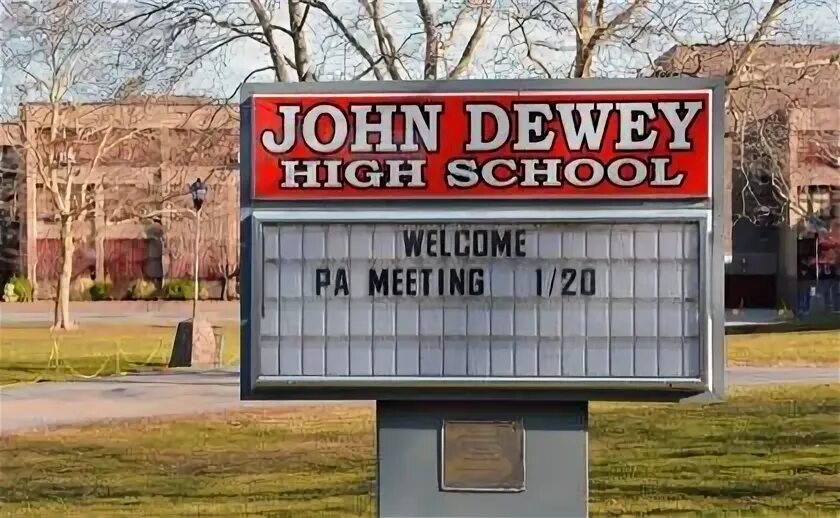 JOHN DEWEY
HIGH SCHOOL
WELCOME
PA MEETING 1/20